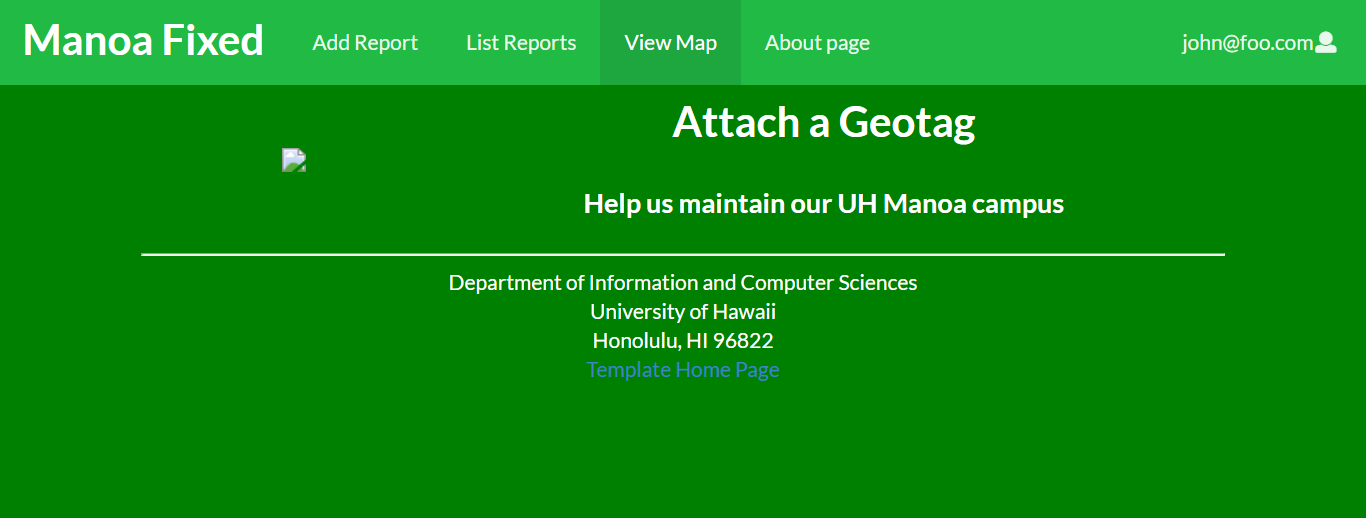 Manoa Fixed
Add Report
List Reports
View Map
About page
john@foo.com
Attach a Geotag
Help us maintain our UH Manoa campus
Department of Information and Computer Sciences
University of Hawaii
Honolulu, HI 96822
Template Home Page